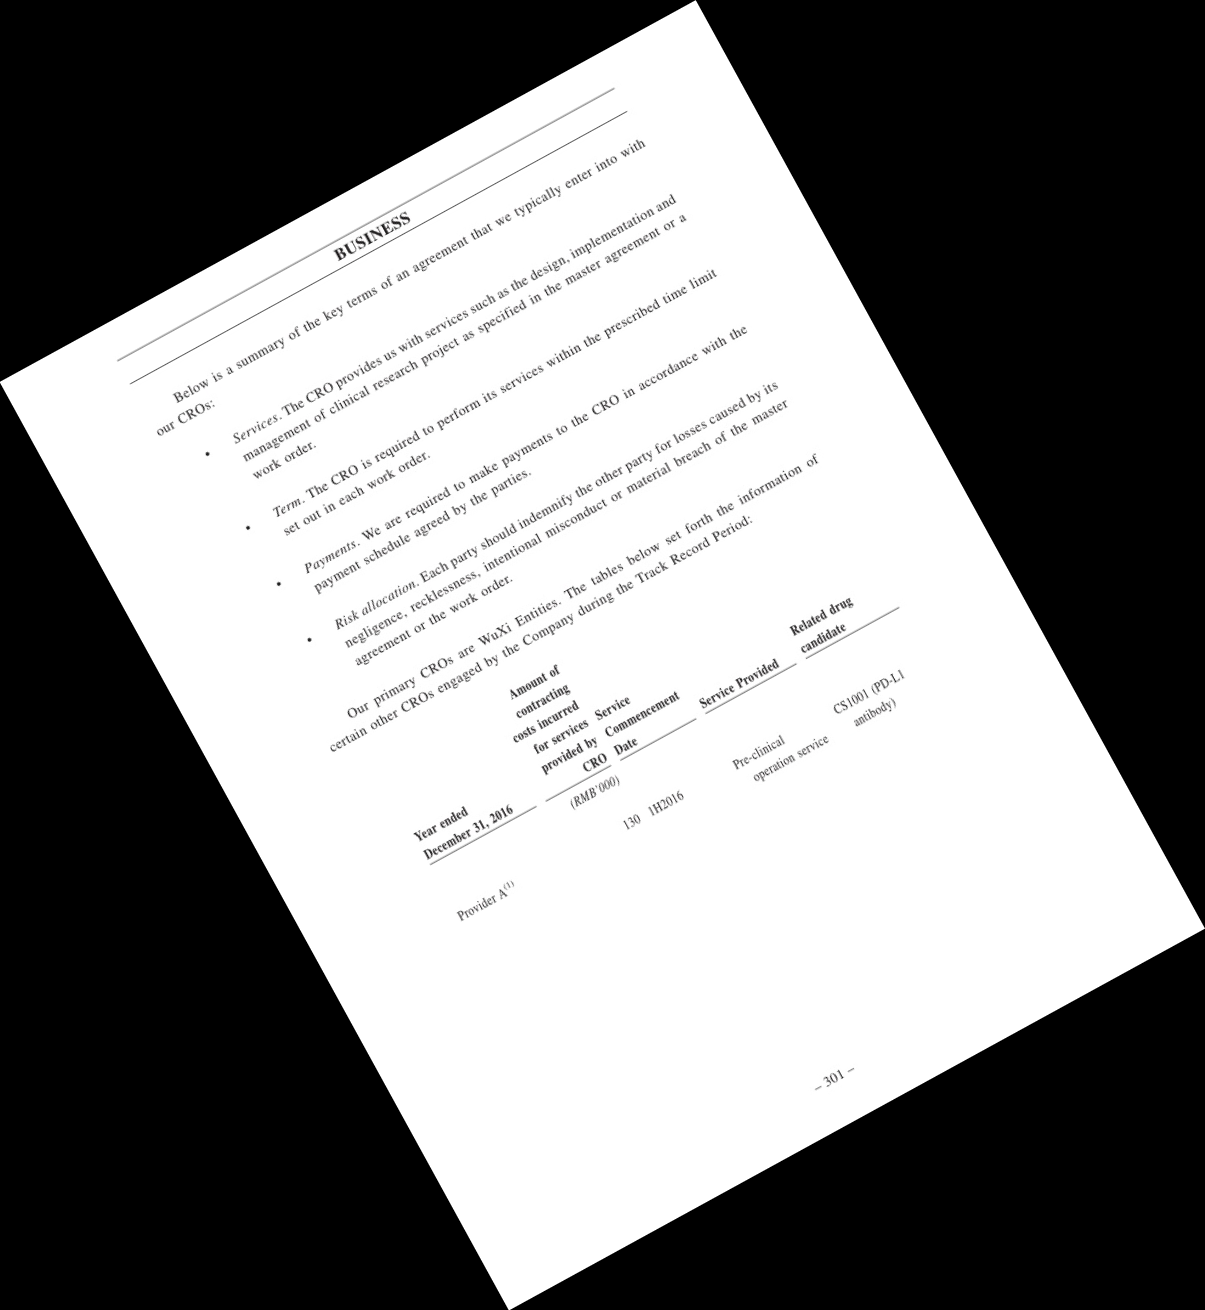 BUSINESS
Below is a summary of the key terms of an agreement that we typically enter into with
our CROs:
• Services. The CRO provides us with services such as the design, implementation and
management of clinical research project as specified in the master agreement or a
work order.
• Term. The CRO is required to perform its services within the prescribed time limit
set out in each work order.
• Payments. We are required to make payments to the CRO in accordance with the
payment schedule agreed by the parties.
• Risk allocation. Each party should indemnify the other party for losses caused by its
negligence, recklessness, intentional misconduct or material breach of the master
agreement or the work order.
Our primary CROs are WuXi Entities. The tables below set forth the information of
certain other CROs engaged by the Company during the Track Record Period:
Year ended
December 31, 2016
Amount of
contracting
costs incurred
for services
provided by
CRO
Service
Commencement
Date
Service Provided
Related drug
candidate
(RMB'000)
Provider A(1)
130
1H2016
Pre-clinical
operation service
CS1001 (PD-L1
antibody)
– 301 –